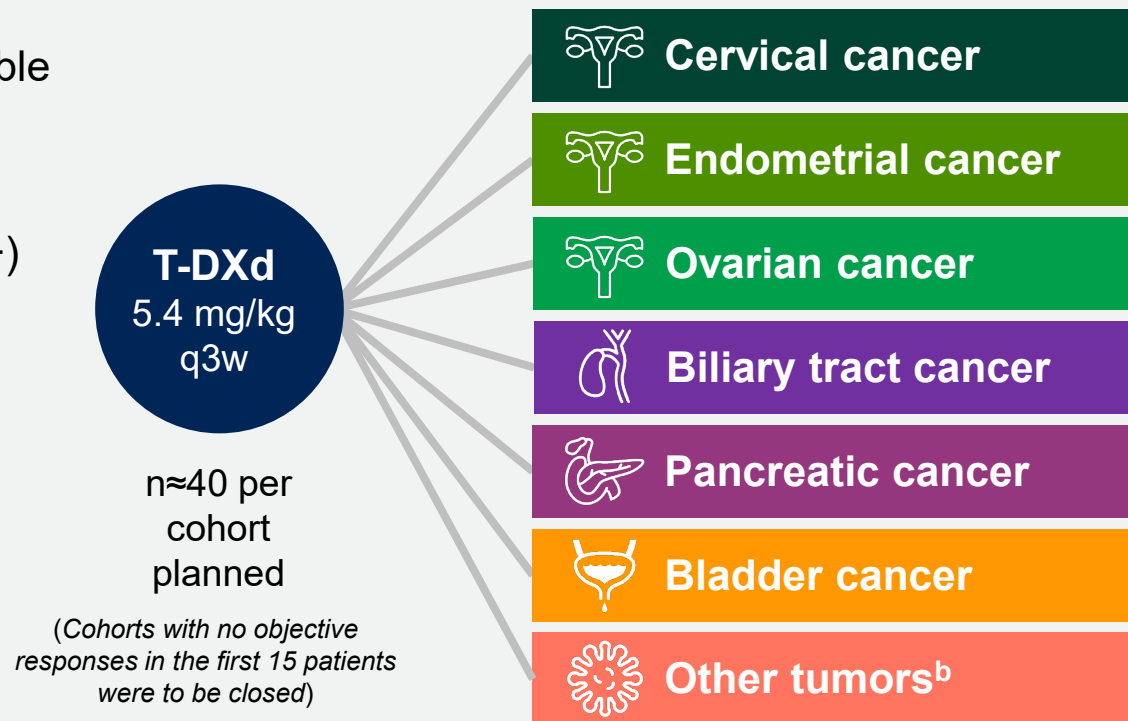 ble
)
T-DXd
5.4 mg/kg
q3w
n≈40 per
cohort
planned
(Cohorts with no objective
responses in the first 15 patients
were to be closed)
Cervical cancer
Endometrial cancer
Ovarian cancer
Biliary tract cancer
Pancreatic cancer
Bladder cancer
Other tumorsᵇ